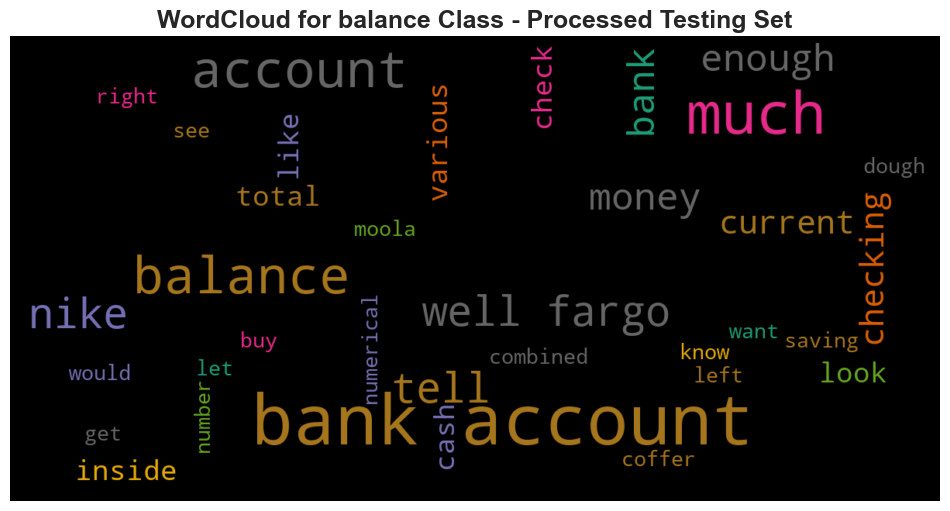 WordCloud for balance Class - Processed Testing Set
account
enough
check
bank
right
much
various
like
see
dough
total
money
checking
current
moola
balance
nike
well fargo
numerical
want
buy
saving
combined
know
would
let
left
look
tell
number
bank account
cash
get
coffer
inside